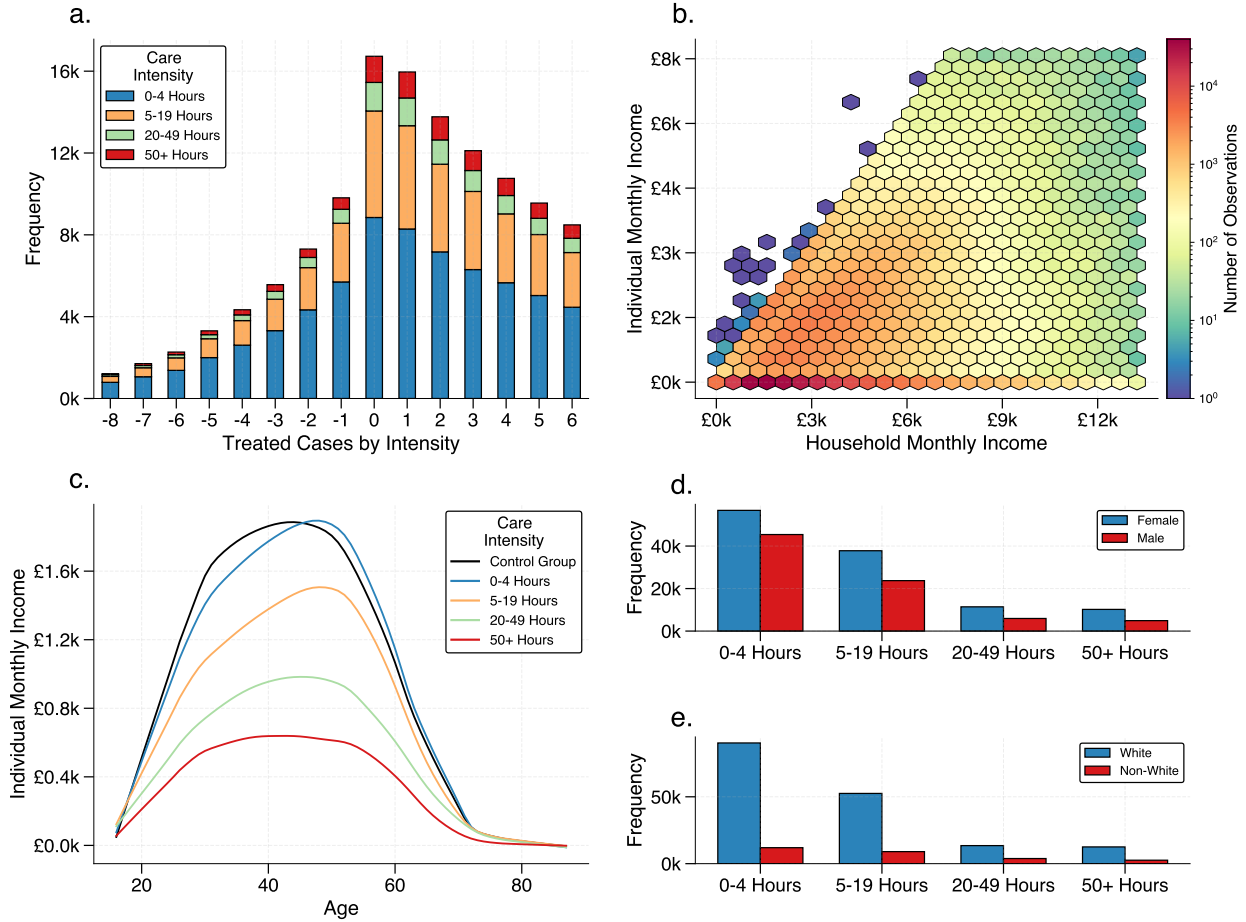 a.
Care
Intensity
0-4 Hours
5-19 Hours
20-49 Hours
50+ Hours
16k
12k
8k
4k
0k
Frequency
-8 -7 -6 -5 -4 -3 -2 -1 0 1 2 3 4 5 6
Treated Cases by Intensity
b.
£8k
£6k
£4k
£3k
£2k
£0k
Individual Monthly Income
£0k £3k £6k £9k £12k
Household Monthly Income
10⁴
10³
10²
10¹
10⁰
Number of Observations
c.
Care
Intensity
Control Group
0-4 Hours
5-19 Hours
20-49 Hours
50+ Hours
£1.6k
£1.2k
£0.8k
£0.4k
£0.0k
Individual Monthly Income
20 40 60 80
Age
d.
Female
Male
40k
20k
0k
Frequency
0-4 Hours 5-19 Hours 20-49 Hours 50+ Hours
e.
White
Non-White
50k
0k
Frequency
0-4 Hours 5-19 Hours 20-49 Hours 50+ Hours